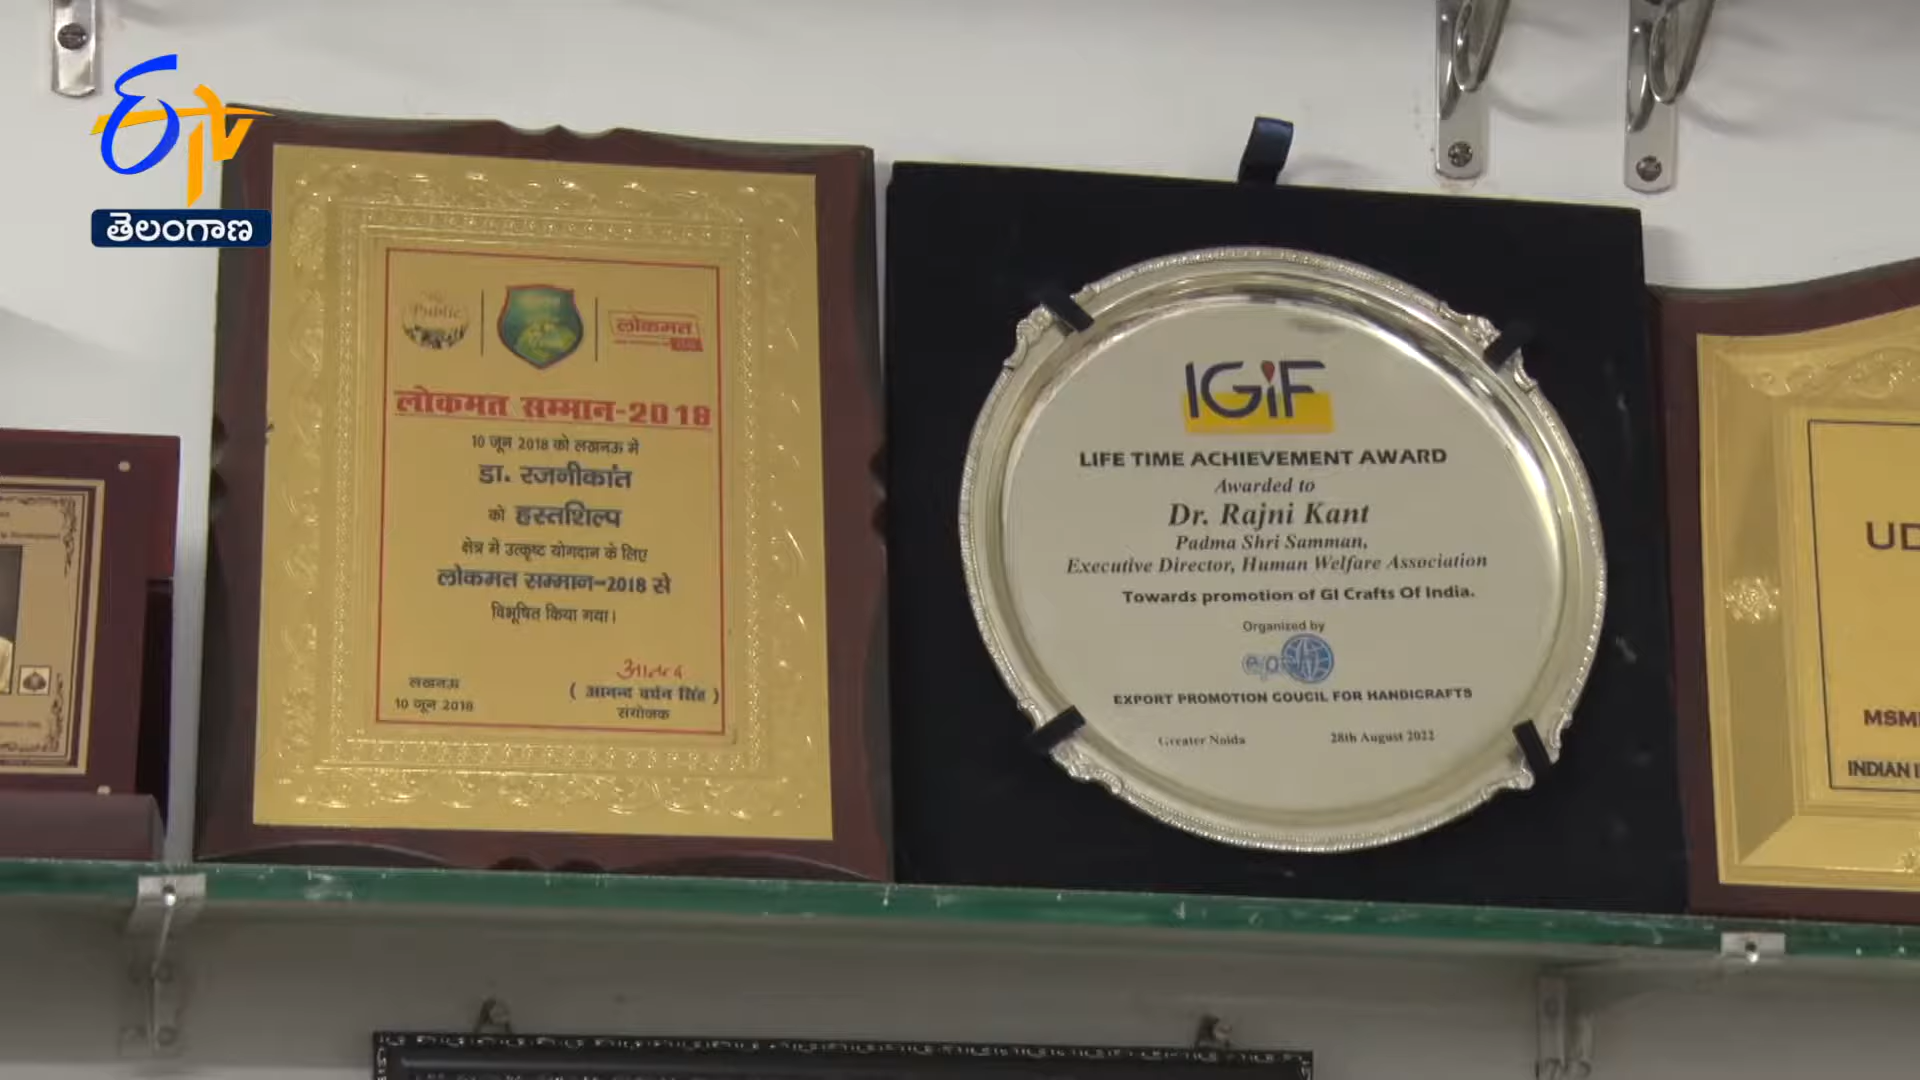 ETV
తెలంగాణ
Public
लोकमत
लोकमत सम्मान-2018
10 जून 2018 को लखनऊ में
डा. रजनीकांत
को हस्तशिल्प
क्षेत्र में उत्कृष्ट योगदान के लिए
लोकमत सम्मान-2018 से
विभूषित किया गया।
लखनऊ
10 जून 2018
आनन्द
( आनन्द वर्धन सिंह )
संयोजक
IGiF
LIFE TIME ACHIEVEMENT AWARD
Awarded to
Dr. Rajni Kant
Padma Shri Samman,
Executive Director, Human Welfare Association
Towards promotion of GI Crafts Of India.
Organized by
epch
EXPORT PROMOTION COUCIL FOR HANDICRAFTS
Greater Noida 28th August 2022
UD
MSM
INDIAN I